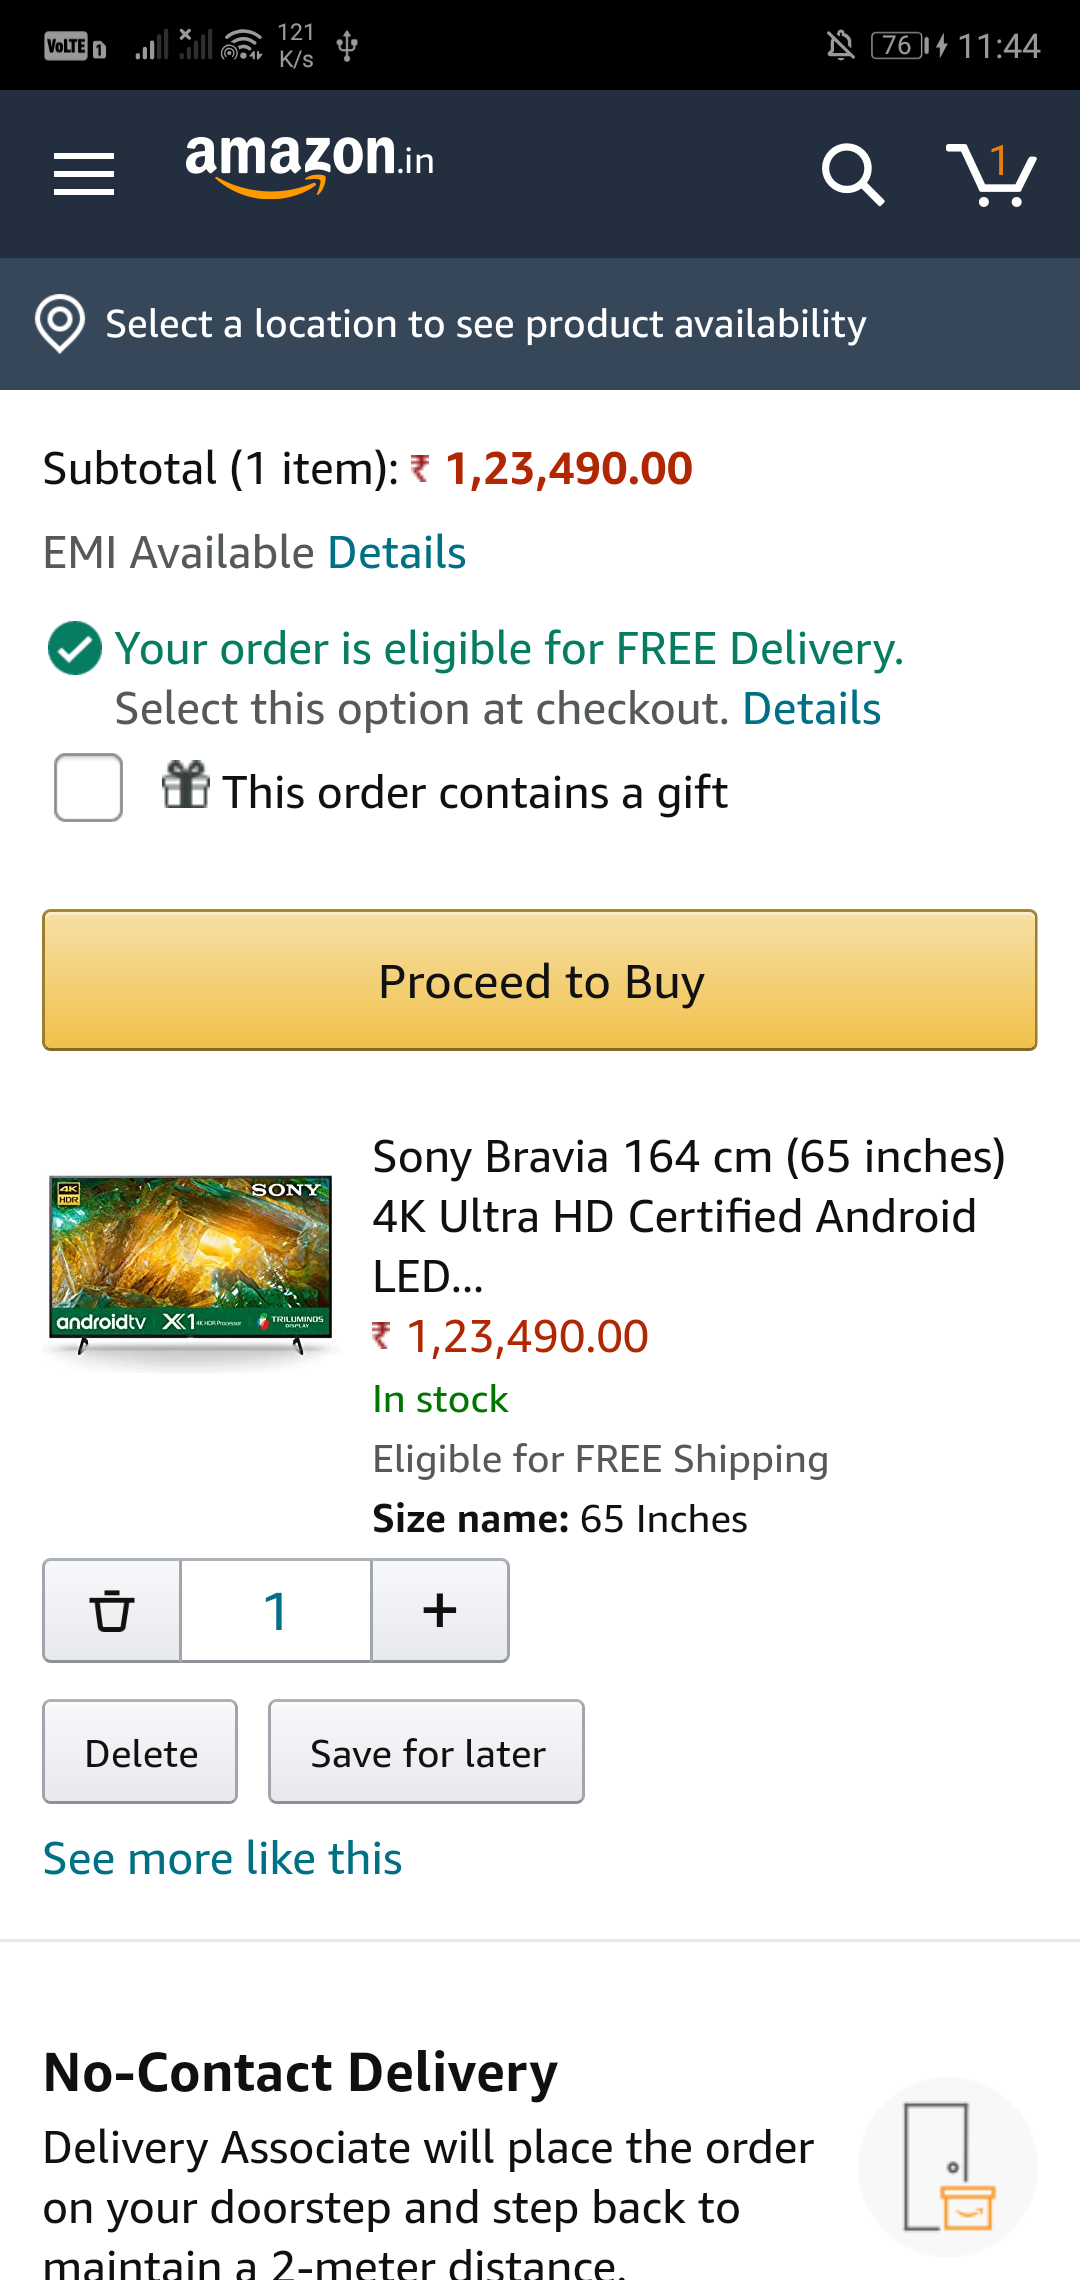 VoLTE 1 121 K/s 76 11:44
amazon.in 1
Select a location to see product availability
Subtotal (1 item): ₹ 1,23,490.00
EMI Available Details
Your order is eligible for FREE Delivery.
Select this option at checkout. Details
This order contains a gift
Proceed to Buy
Sony Bravia 164 cm (65 inches)
4K Ultra HD Certified Android
LED...
₹ 1,23,490.00
In stock
Eligible for FREE Shipping
Size name: 65 Inches
4K
HDR
SONY
androidtv X1 4K HDR Processor TRILUMINOS
DISPLAY
1 +
Delete Save for later
See more like this
No-Contact Delivery
Delivery Associate will place the order
on your doorstep and step back to
maintain a 2-meter distance.